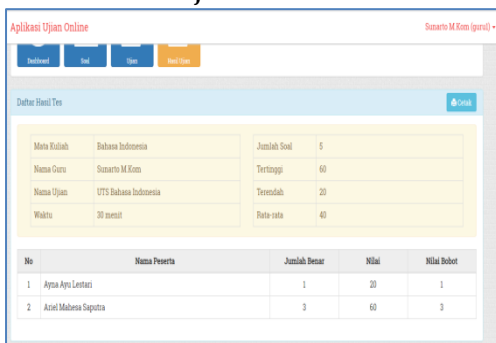 Aplikasi Ujian Online
Sunarto M.Kom (guru1)
Dashboard Soal Ujian Hasil Ujian
Daftar Hasil Tes
Cetak
Mata Kuliah Bahasa Indonesia Jumlah Soal 5
Nama Guru Sunarto M.Kom Tertinggi 60
Nama Ujian UTS Bahasa Indonesia Terendah 20
Waktu 30 menit Rata-rata 40
No Nama Peserta Jumlah Benar Nilai Nilai Bobot
1 Ayna Ayu Lestari 1 20 1
2 Ariel Mahesa Saputra 3 60 3